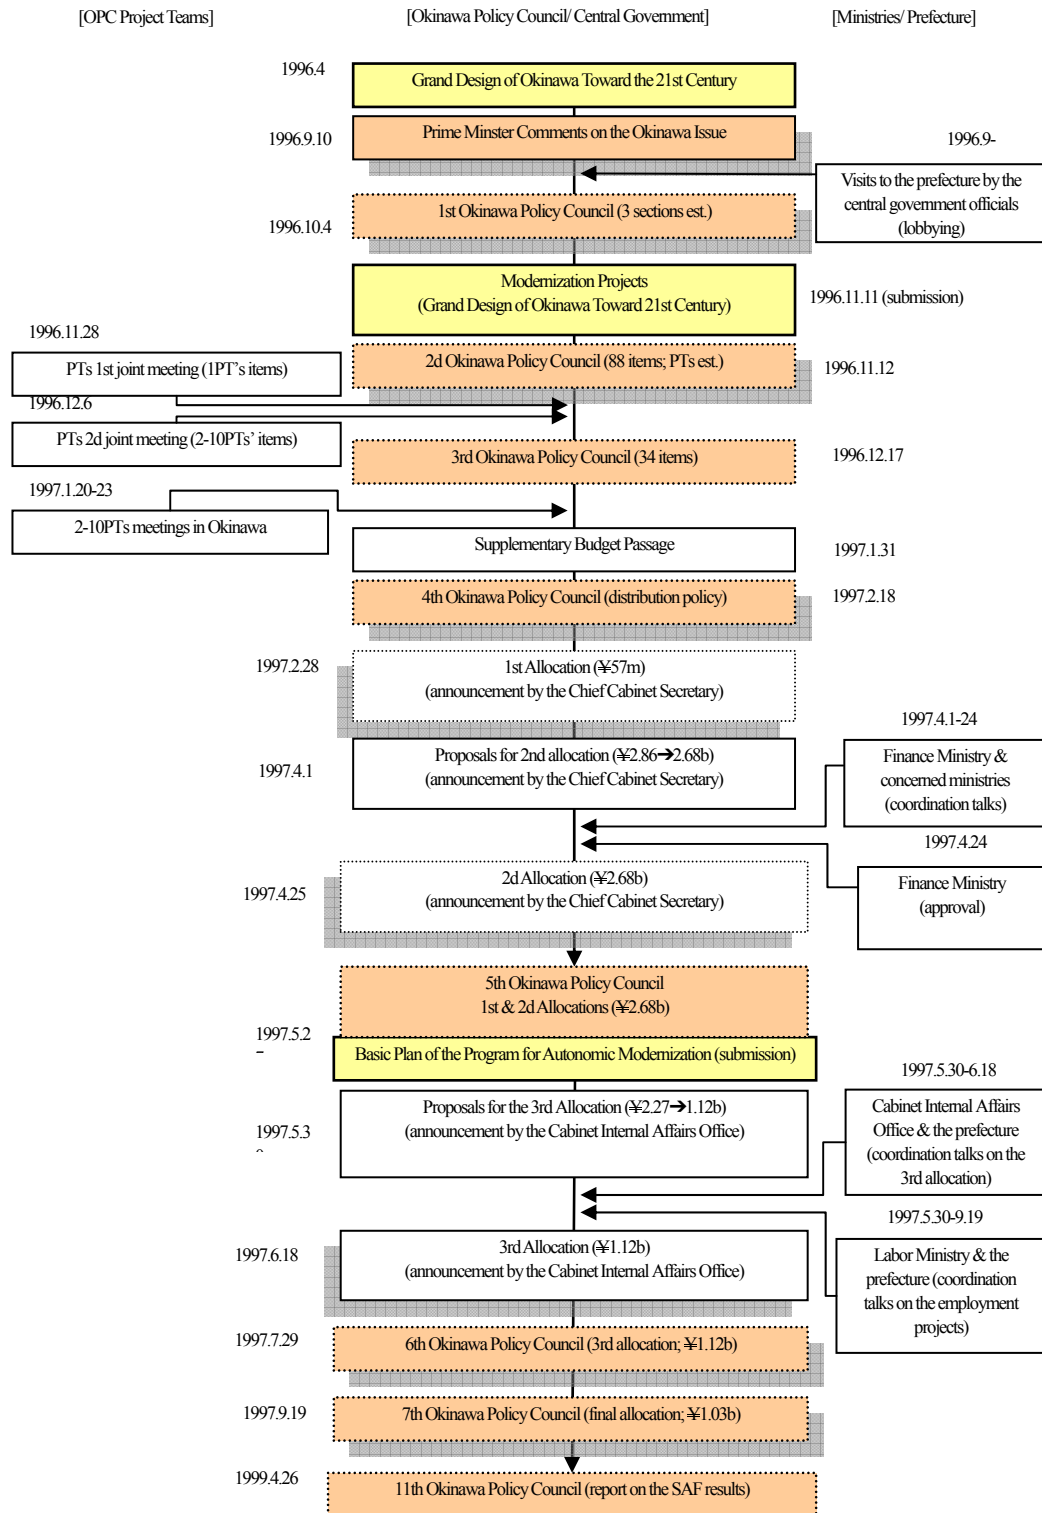 [OPC Project Teams]
[Okinawa Policy Council/ Central Government]
[Ministries/ Prefecture]
1996.4
Grand Design of Okinawa Toward the 21st Century
1996.9.10
Prime Minster Comments on the Okinawa Issue
1996.9-
Visits to the prefecture by the
central government officials
(lobbying)
1996.10.4
1st Okinawa Policy Council (3 sections est.)
Modernization Projects
(Grand Design of Okinawa Toward 21st Century)
1996.11.11 (submission)
1996.11.28
PTs 1st joint meeting (1PT's items)
2d Okinawa Policy Council (88 items; PTs est.)
1996.11.12
1996.12.6
PTs 2d joint meeting (2-10PTs' items)
3rd Okinawa Policy Council (34 items)
1996.12.17
1997.1.20-23
2-10PTs meetings in Okinawa
Supplementary Budget Passage
1997.1.31
4th Okinawa Policy Council (distribution policy)
1997.2.18
1997.2.28
1st Allocation (¥57m)
(announcement by the Chief Cabinet Secretary)
1997.4.1
Proposals for 2nd allocation (¥2.86➔2.68b)
(announcement by the Chief Cabinet Secretary)
1997.4.1-24
Finance Ministry &
concerned ministries
(coordination talks)
1997.4.24
Finance Ministry
(approval)
1997.4.25
2d Allocation (¥2.68b)
(announcement by the Chief Cabinet Secretary)
5th Okinawa Policy Council
1st & 2d Allocations (¥2.68b)
1997.5.2
Basic Plan of the Program for Autonomic Modernization (submission)
1997.5.3
Proposals for the 3rd Allocation (¥2.27➔1.12b)
(announcement by the Cabinet Internal Affairs Office)
1997.5.30-6.18
Cabinet Internal Affairs
Office & the prefecture
(coordination talks on the
3rd allocation)
1997.5.30-9.19
Labor Ministry & the
prefecture (coordination
talks on the employment
projects)
1997.6.18
3rd Allocation (¥1.12b)
(announcement by the Cabinet Internal Affairs Office)
1997.7.29
6th Okinawa Policy Council (3rd allocation; ¥1.12b)
1997.9.19
7th Okinawa Policy Council (final allocation; ¥1.03b)
1999.4.26
11th Okinawa Policy Council (report on the SAF results)